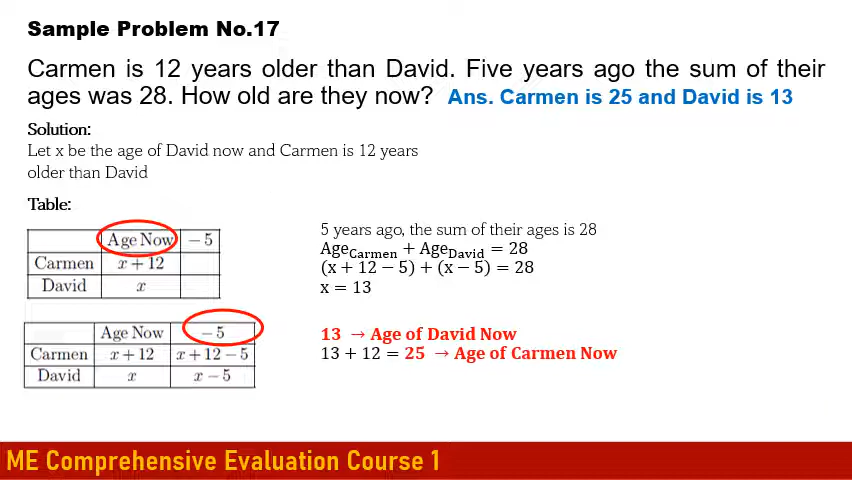 Sample Problem No.17
Carmen is 12 years older than David. Five years ago the sum of their
ages was 28. How old are they now? Ans. Carmen is 25 and David is 13
Solution:
Let x be the age of David now and Carmen is 12 years
older than David
Table:
Age Now −5
Carmen x + 12
David x
Age Now −5
Carmen x + 12 x + 12 − 5
David x x − 5
5 years ago, the sum of their ages is 28
Age_Carmen + Age_David = 28
(x + 12 − 5) + (x − 5) = 28
x = 13
13 → Age of David Now
13 + 12 = 25 → Age of Carmen Now
ME Comprehensive Evaluation Course 1